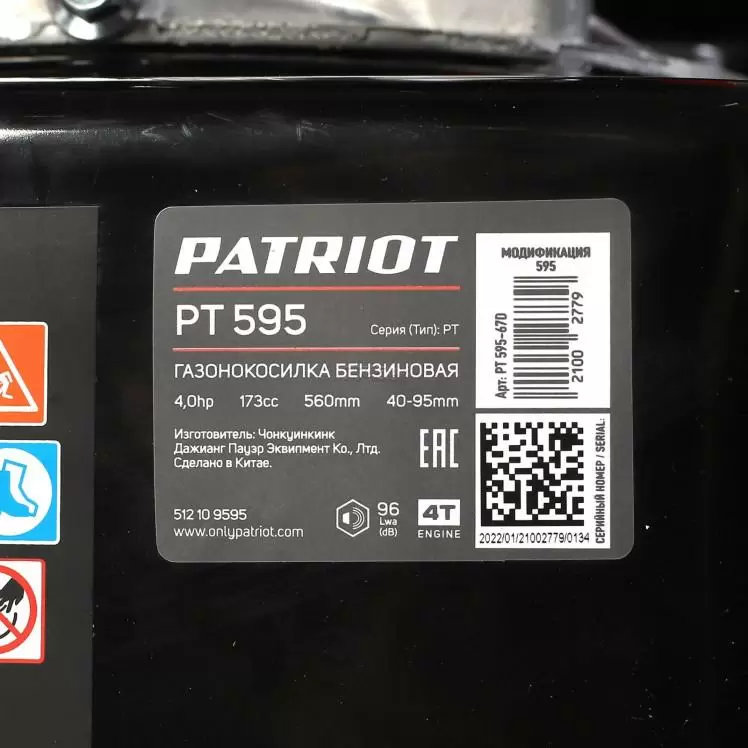 PATRIOT
PT 595
Серия (Тип): PT
ГАЗОНОКОСИЛКА БЕНЗИНОВАЯ
4,0hp 173cc 560mm 40-95mm
Изготовитель: Чонкуинкинк
Дажианг Пауэр Эквипмент Ко., Лтд.
Сделано в Китае.
EAC
512 10 9595
www.onlypatriot.com
96
Lwa
(dB)
4T
ENGINE
МОДИФИКАЦИЯ
595
Арт: PT 595-670
2100 2779
СЕРИЙНЫЙ НОМЕР / SERIAL:
2022/01/21002779/0134